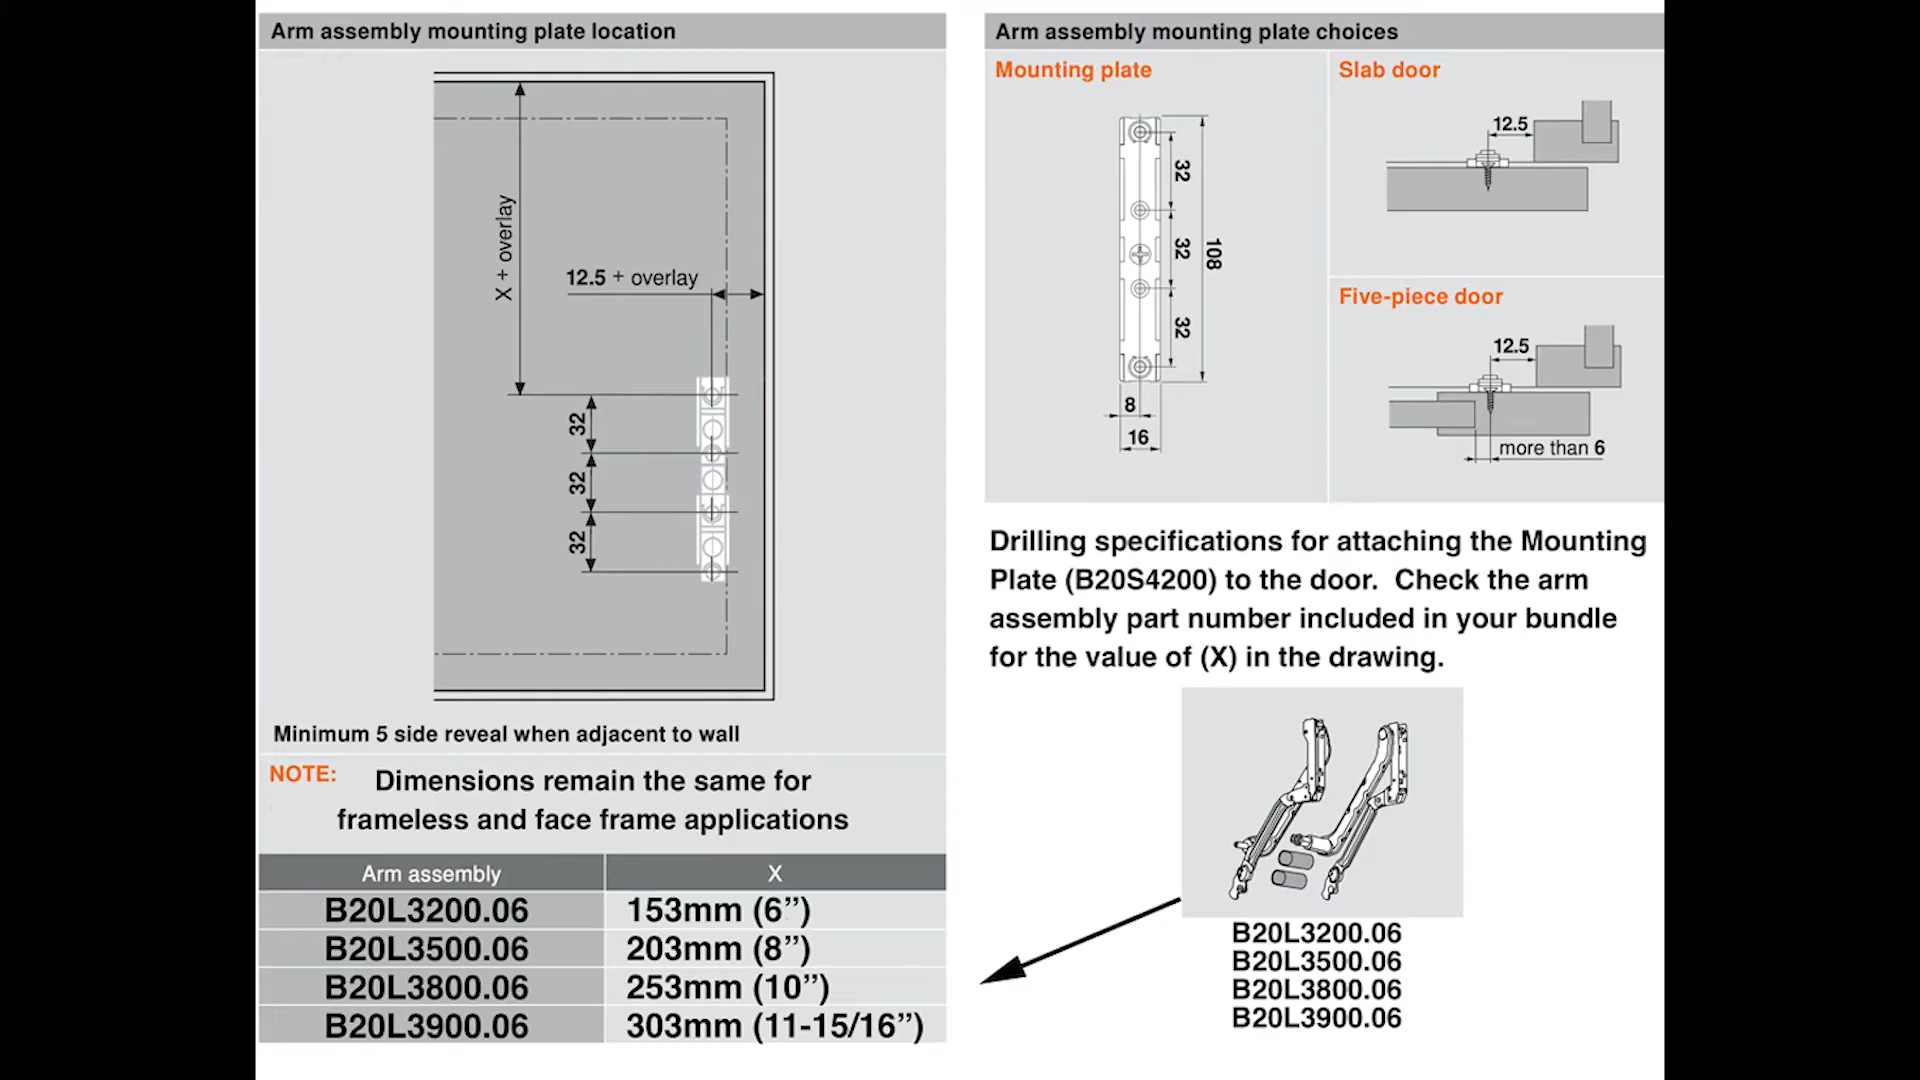 Arm assembly mounting plate location
X + overlay
12.5 + overlay
32
32
32
Minimum 5 side reveal when adjacent to wall
NOTE: Dimensions remain the same for
frameless and face frame applications
Arm assembly X
B20L3200.06 153mm (6”)
B20L3500.06 203mm (8”)
B20L3800.06 253mm (10”)
B20L3900.06 303mm (11-15/16”)
Arm assembly mounting plate choices
Mounting plate
32
32
32
108
8
16
Slab door
12.5
Five-piece door
12.5
more than 6
Drilling specifications for attaching the Mounting
Plate (B20S4200) to the door. Check the arm
assembly part number included in your bundle
for the value of (X) in the drawing.
B20L3200.06
B20L3500.06
B20L3800.06
B20L3900.06